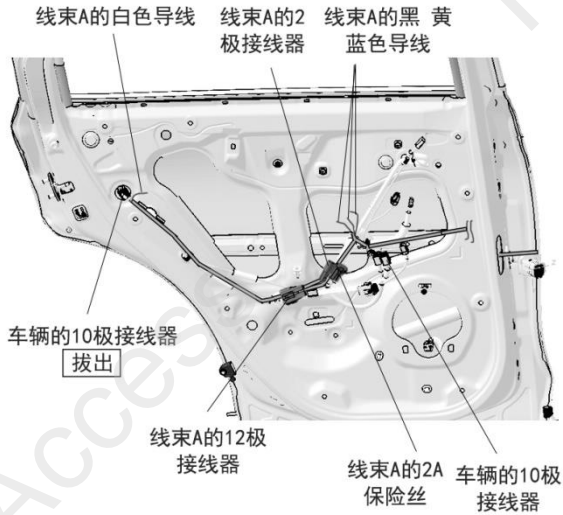 线束A的白色导线
线束A的2
极接线器
线束A的黑 黄
蓝色导线
车辆的10极接线器
拔出
线束A的12极
接线器
线束A的2A
保险丝
车辆的10极
接线器
Access